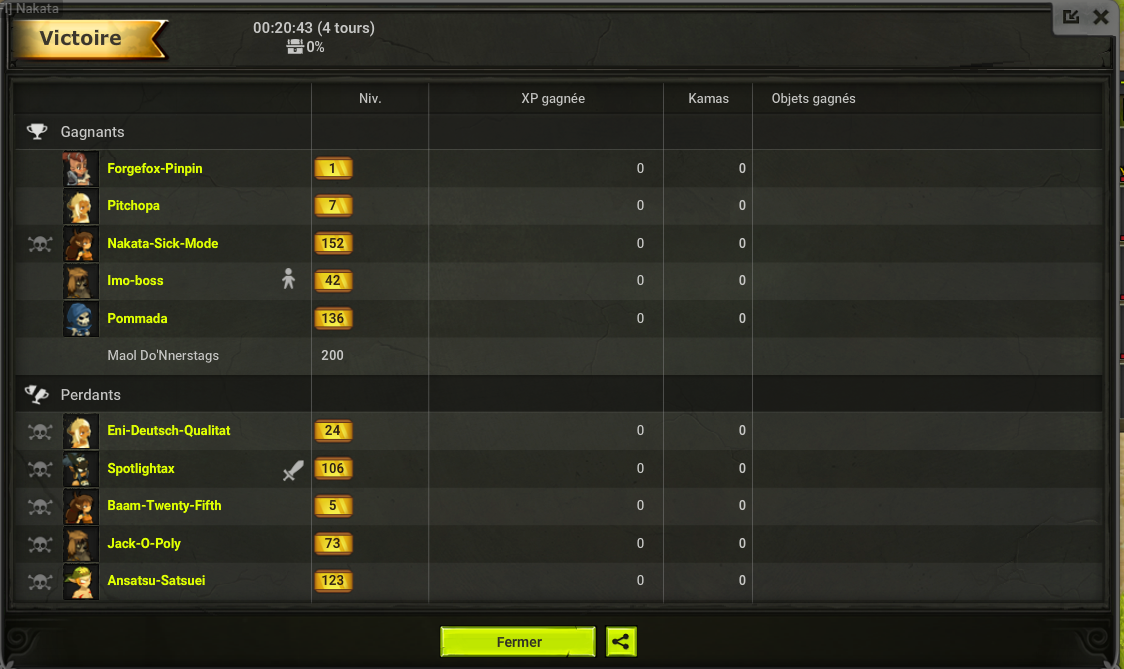 FI] Nakata
Victoire
00:20:43 (4 tours)
0%
Niv. XP gagnée Kamas Objets gagnés
Gagnants
Forgefox-Pinpin 1 0 0
Pitchopa 7 0 0
Nakata-Sick-Mode 152 0 0
Imo-boss 42 0 0
Pommada 136 0 0
Maol Do'Nnerstags 200
Perdants
Eni-Deutsch-Qualitat 24 0 0
Spotlightax 106 0 0
Baam-Twenty-Fifth 5 0 0
Jack-O-Poly 73 0 0
Ansatsu-Satsuei 123 0 0
Fermer